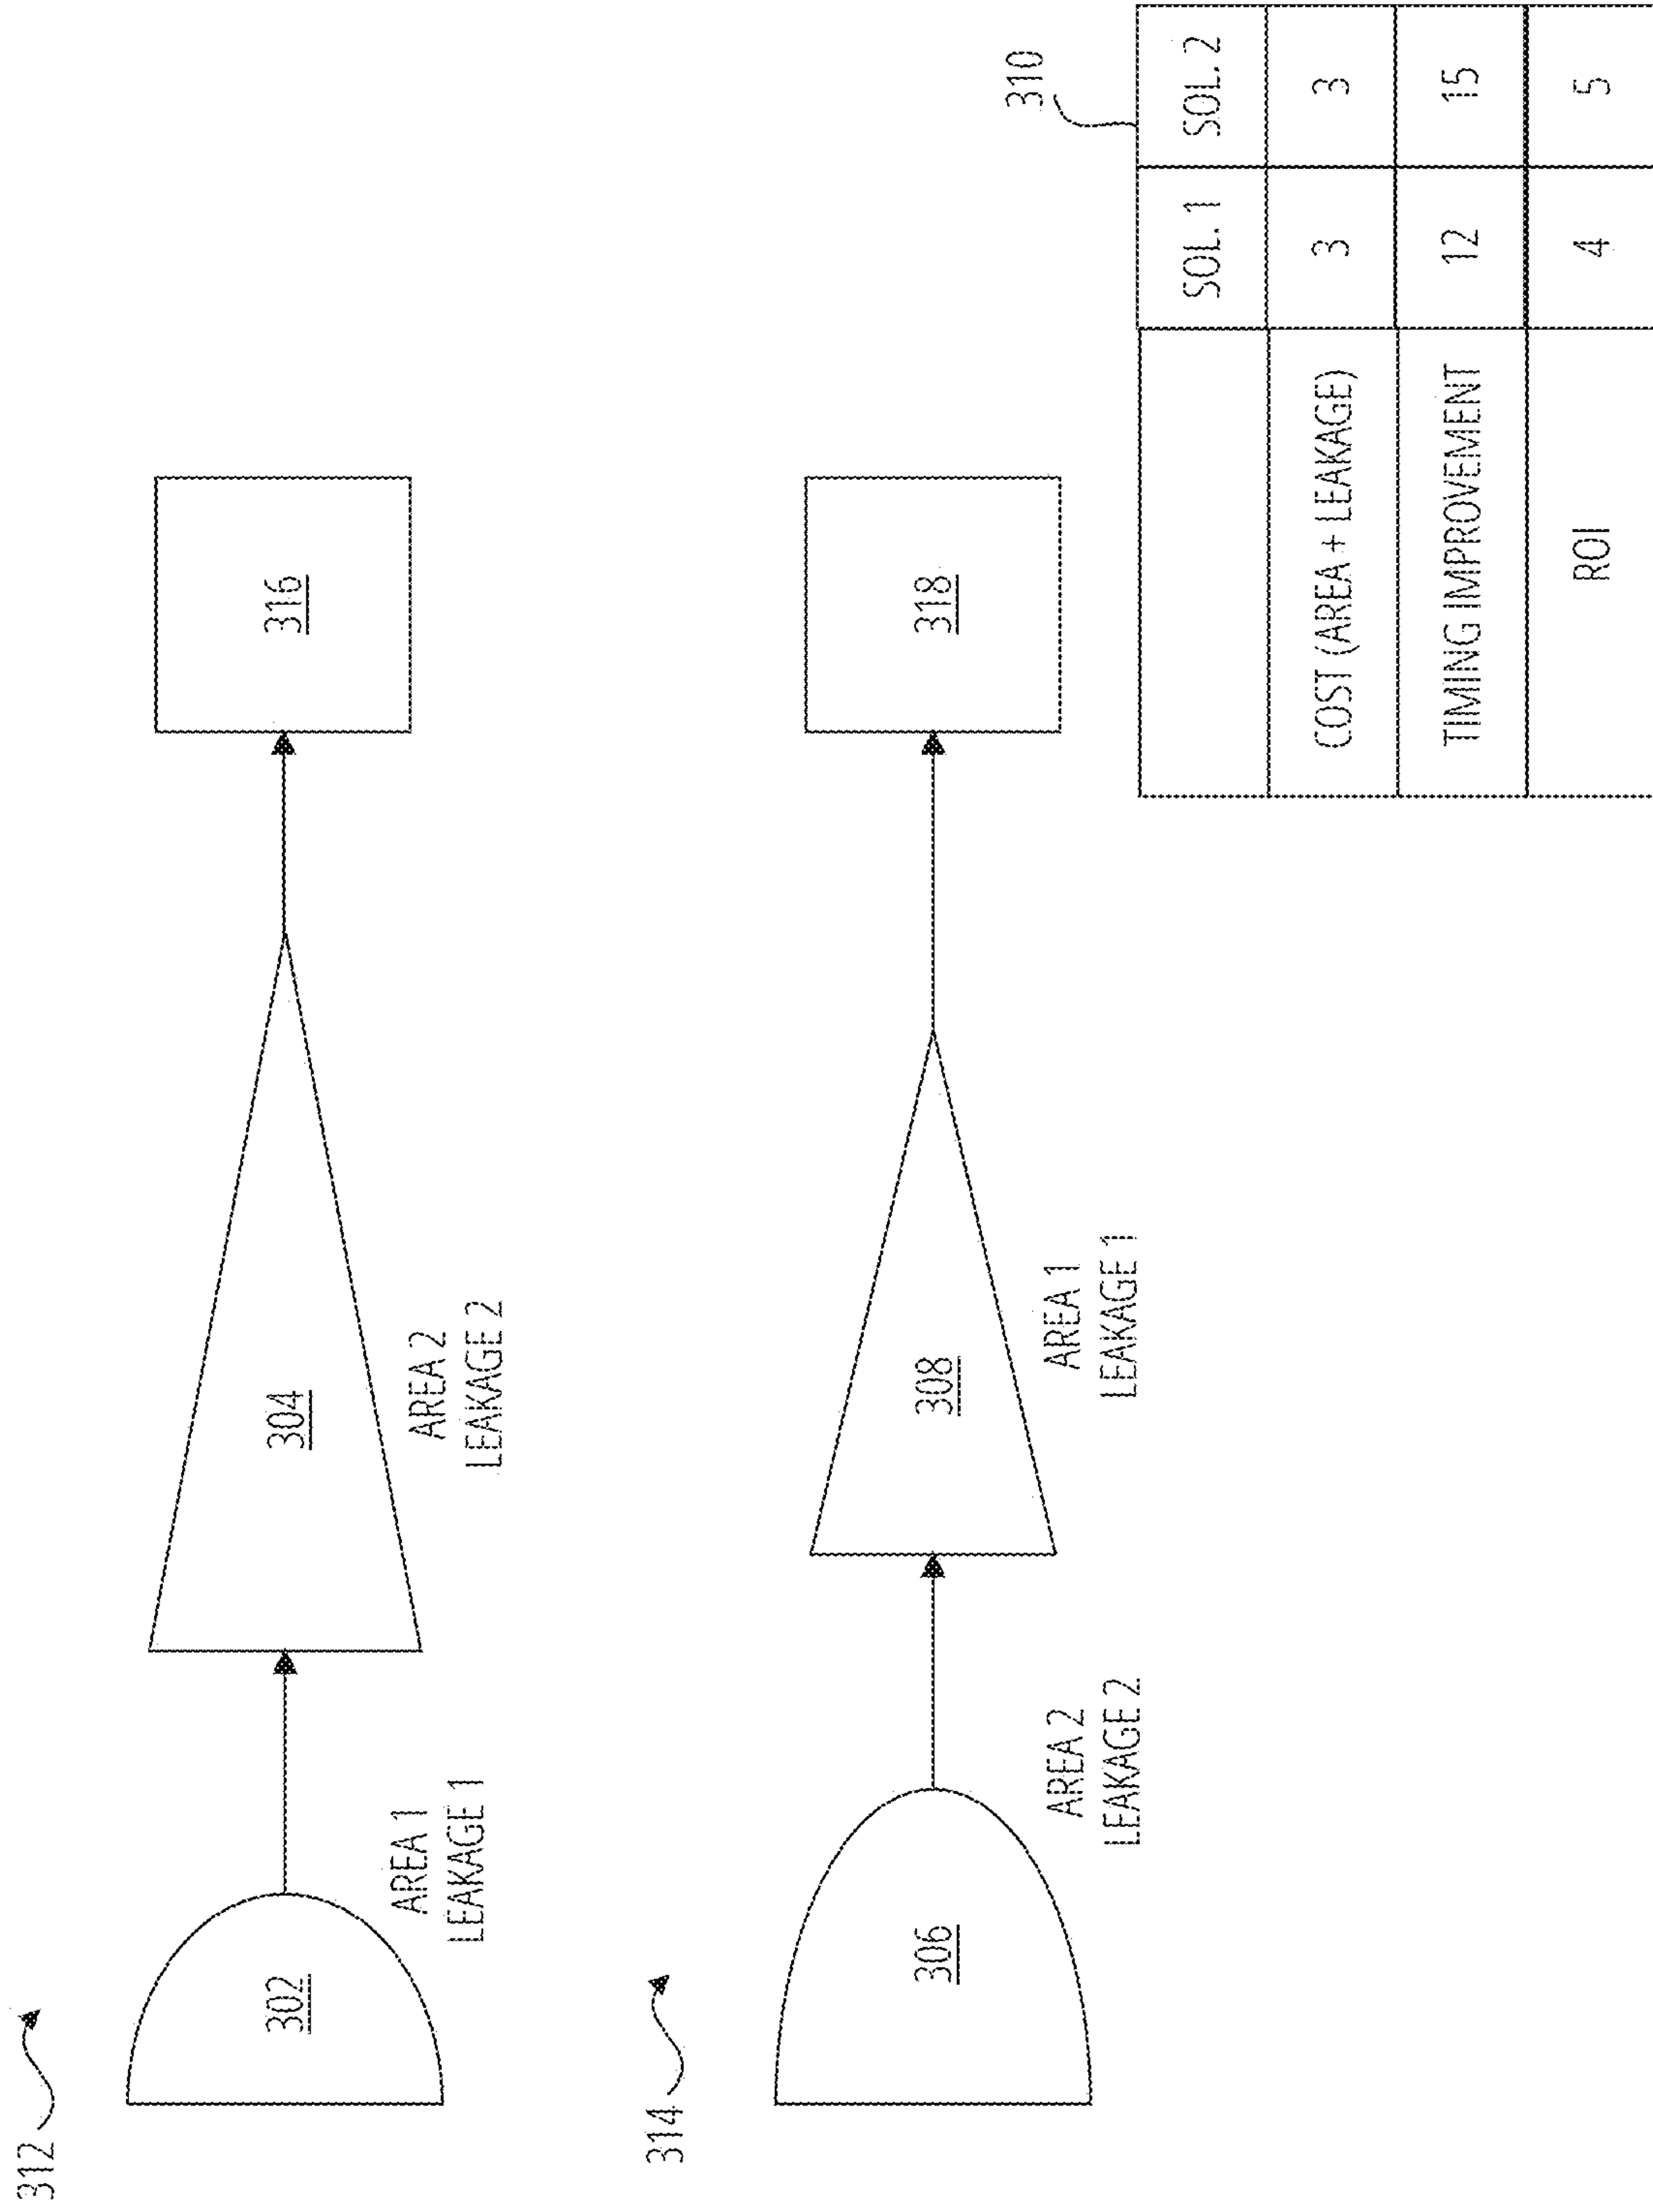 312
302
AREA 1
LEAKAGE 1
304
AREA 2
LEAKAGE 2
316
314
306
AREA 2
LEAKAGE 2
308
AREA 1
LEAKAGE 1
318
310
SOL. 1 SOL. 2
COST (AREA + LEAKAGE) 3 3
TIMING IMPROVEMENT 12 15
ROI 4 5